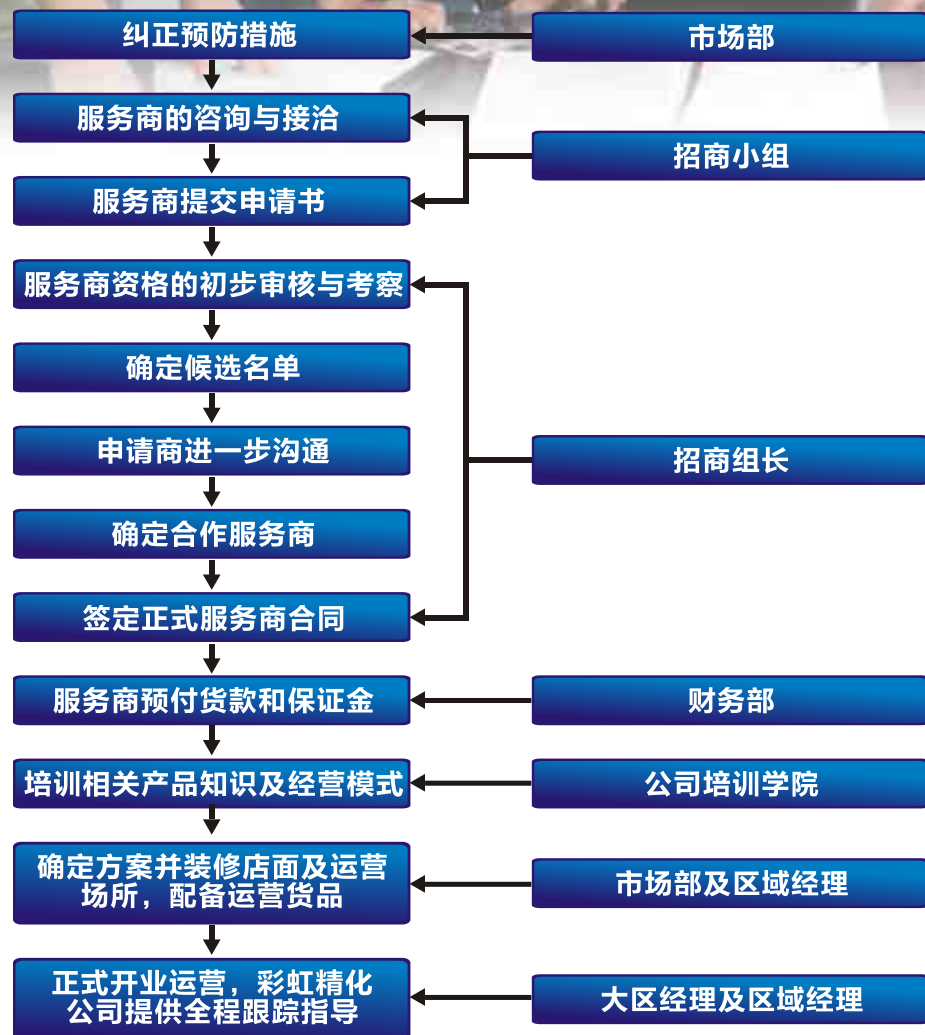 纠正预防措施
市场部
服务商的咨询与接洽
招商小组
服务商提交申请书
服务商资格的初步审核与考察
确定候选名单
申请商进一步沟通
招商组长
确定合作服务商
签定正式服务商合同
服务商预付货款和保证金
财务部
培训相关产品知识及经营模式
公司培训学院
确定方案并装修店面及运营
场所，配备运营货品
市场部及区域经理
正式开业运营，彩虹精化
公司提供全程跟踪指导
大区经理及区域经理